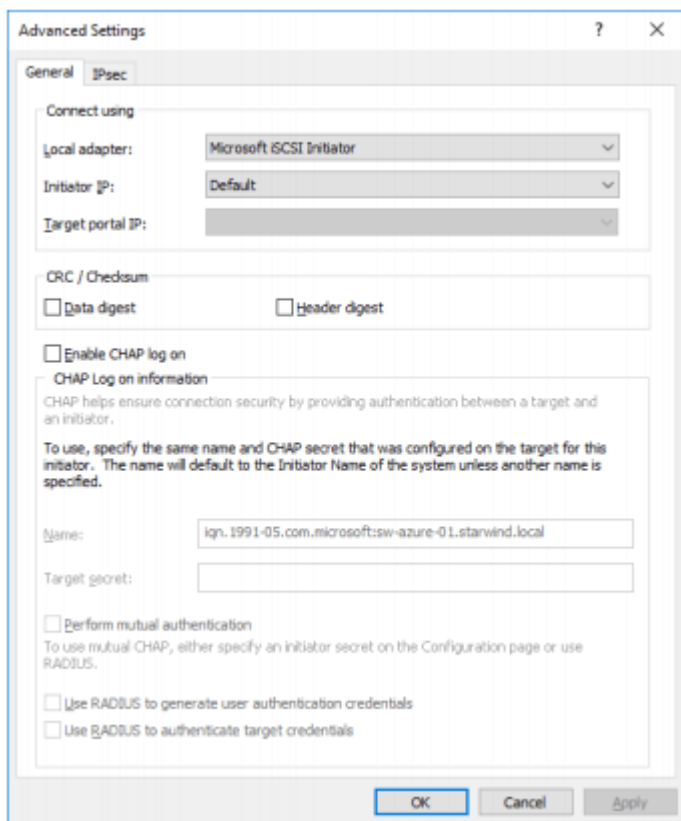 Advanced Settings
?
General
IPsec
Connect using
Local adapter:
Microsoft iSCSI Initiator
Initiator IP:
Default
Target portal IP:
CRC / Checksum
Data digest
Header digest
Enable CHAP log on
CHAP Log on information
CHAP helps ensure connection security by providing authentication between a target and
an initiator.
To use, specify the same name and CHAP secret that was configured on the target for this
initiator. The name will default to the Initiator Name of the system unless another name is
specified.
Name:
iqn.1991-05.com.microsoft:sw-azure-01.starwind.local
Target secret:
Perform mutual authentication
To use mutual CHAP, either specify an initiator secret on the Configuration page or use
RADIUS.
Use RADIUS to generate user authentication credentials
Use RADIUS to authenticate target credentials
OK
Cancel
Apply